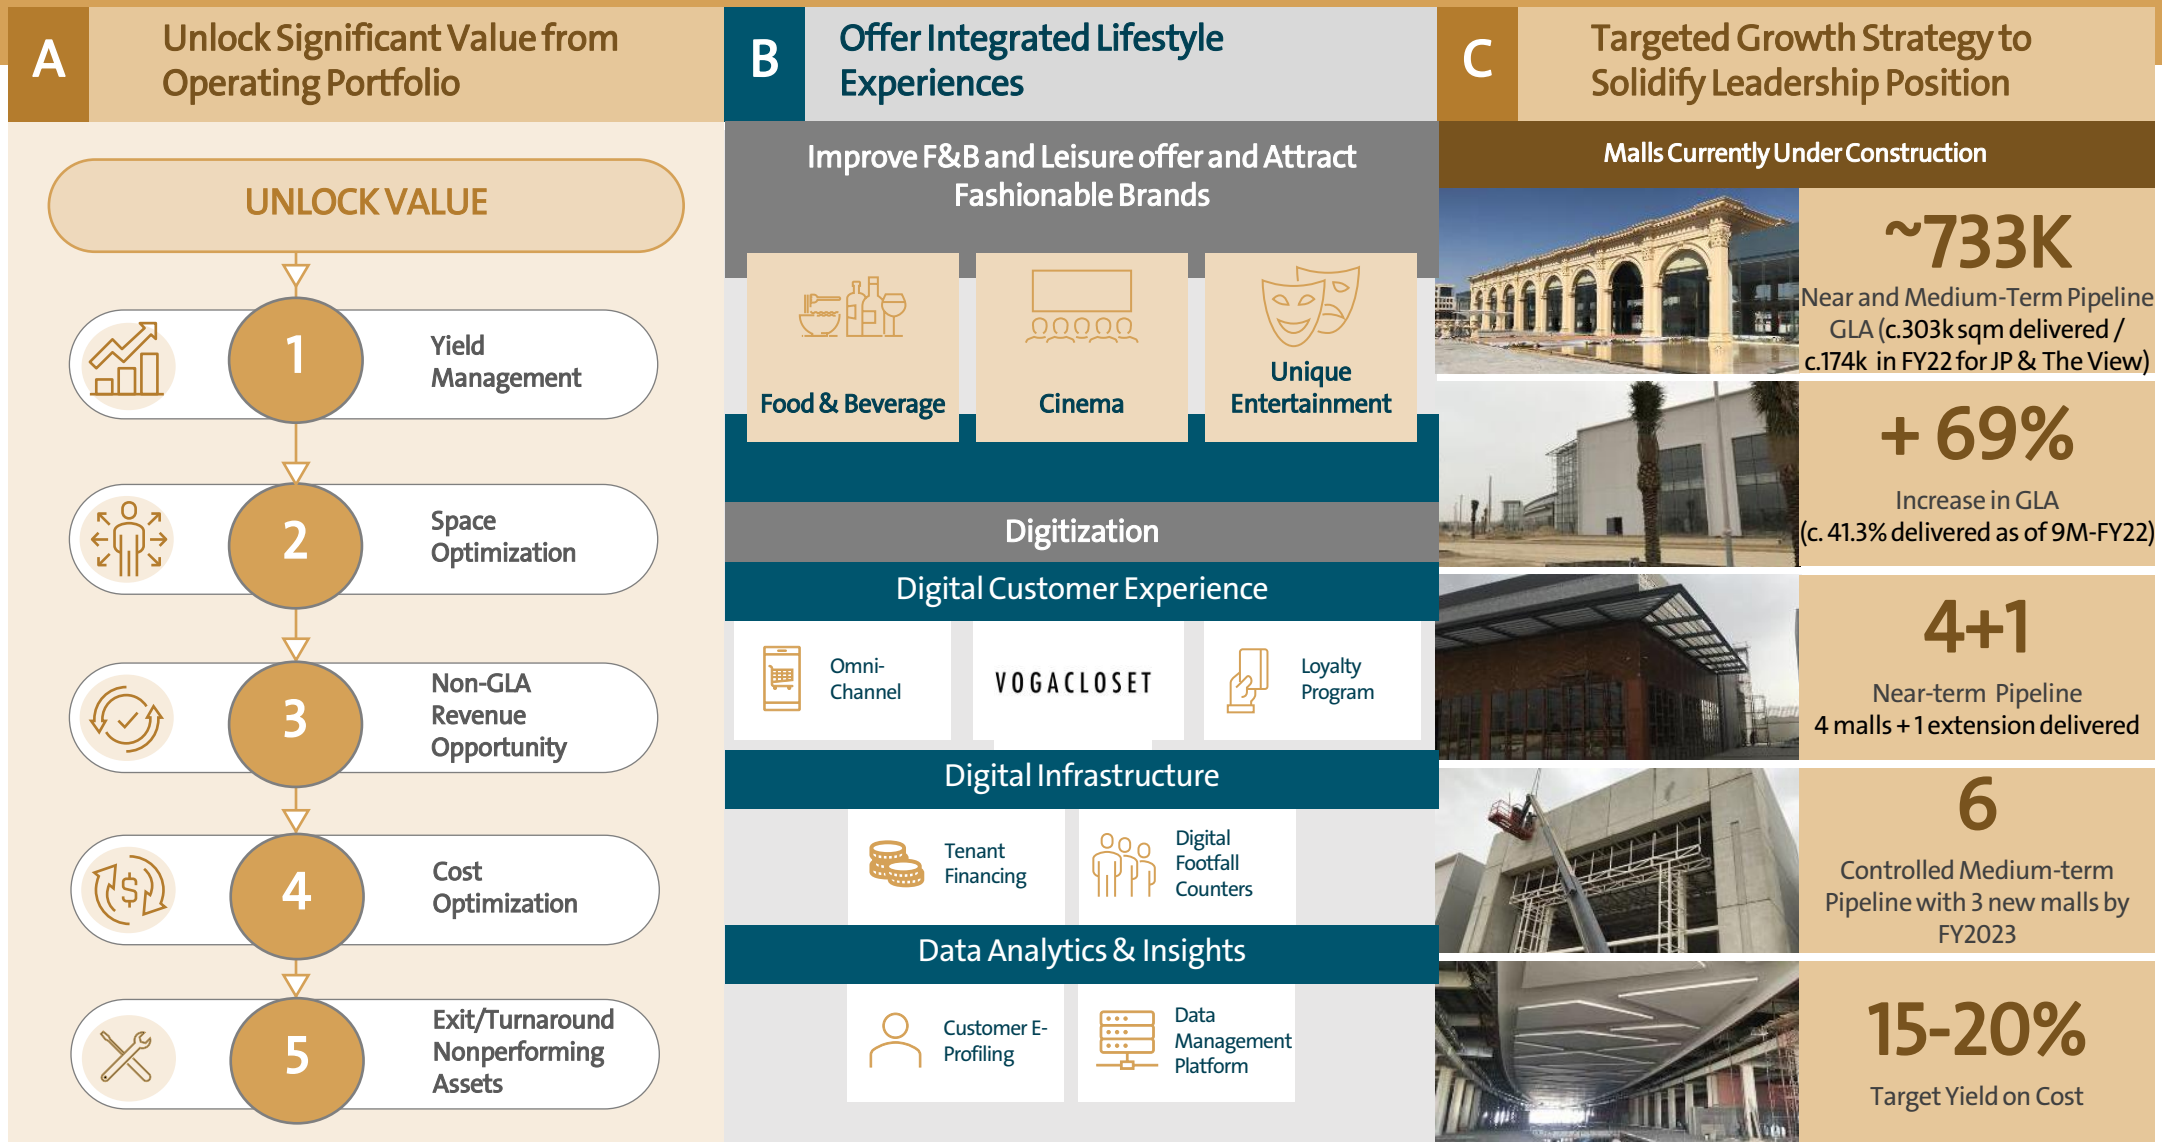 A
Unlock Significant Value from
Operating Portfolio
UNLOCK VALUE
1
Yield
Management
2
Space
Optimization
3
Non-GLA
Revenue
Opportunity
4
Cost
Optimization
5
Exit/Turnaround
Nonperforming
Assets
B
Offer Integrated Lifestyle
Experiences
Improve F&B and Leisure offer and Attract
Fashionable Brands
Food & Beverage
Cinema
Unique
Entertainment
Digitization
Digital Customer Experience
Omni-
Channel
VOGACLOSET
Loyalty
Program
Digital Infrastructure
Tenant
Financing
Digital
Footfall
Counters
Data Analytics & Insights
Customer E-
Profiling
Data
Management
Platform
C
Targeted Growth Strategy to
Solidify Leadership Position
Malls Currently Under Construction
~733K
Near and Medium-Term Pipeline
GLA (c.303k sqm delivered /
c.174k in FY22 for JP & The View)
+ 69%
Increase in GLA
(c. 41.3% delivered as of 9M-FY22)
4+1
Near-term Pipeline
4 malls + 1 extension delivered
6
Controlled Medium-term
Pipeline with 3 new malls by
FY2023
15-20%
Target Yield on Cost